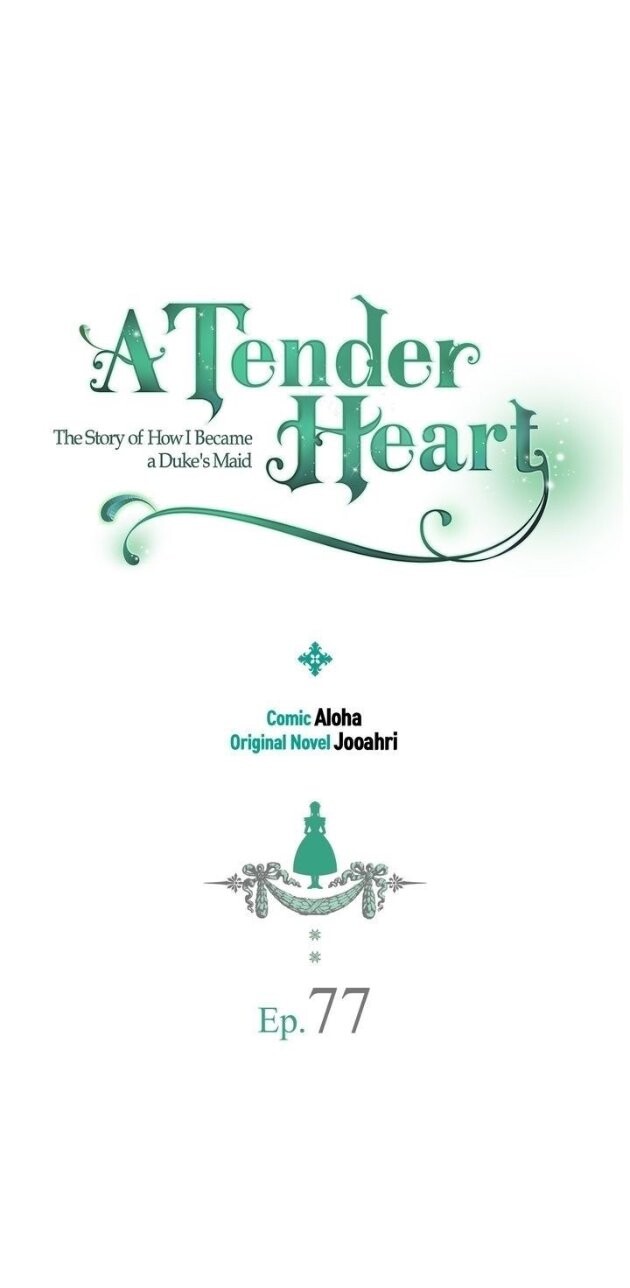 A Tender
Heart
The Story of How I Became
a Duke's Maid
Comic Aloha
Original Novel Jooahri
Ep.77